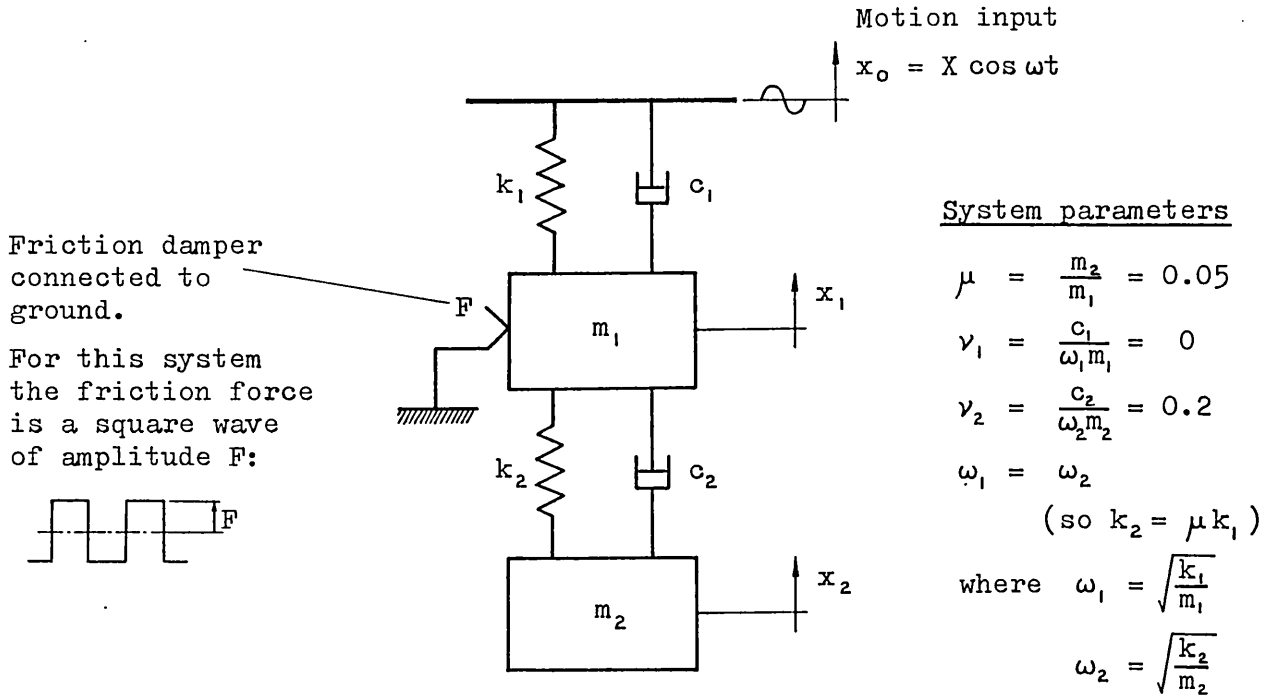 Motion input
x₀ = X cos ωt
k₁
c₁
Friction damper
connected to
ground.
F
m₁
x₁
For this system
the friction force
is a square wave
of amplitude F:
F
k₂
c₂
m₂
x₂
System parameters
μ = m₂/m₁ = 0.05
ν₁ = c₁/ω₁m₁ = 0
ν₂ = c₂/ω₂m₂ = 0.2
ω₁ = ω₂
(so k₂ = μk₁)
where ω₁ = √k₁/m₁
ω₂ = √k₂/m₂